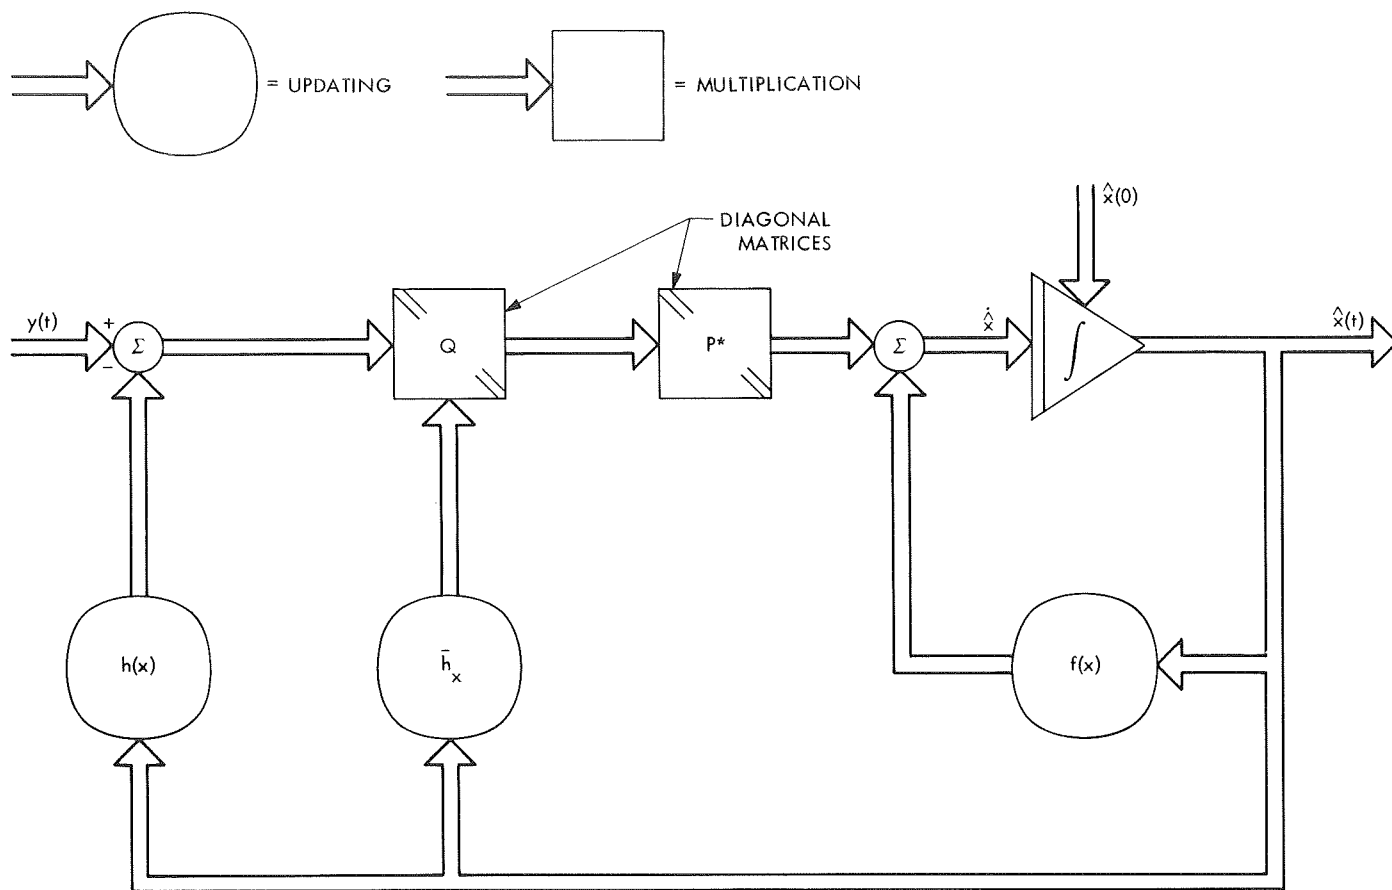 = UPDATING
= MULTIPLICATION
x̂(0)
DIAGONAL
MATRICES
y(t)
+
−
Σ
Q
P*
Σ
x̂̇
∫
x̂(t)
h(x)
h̄x
f(x)